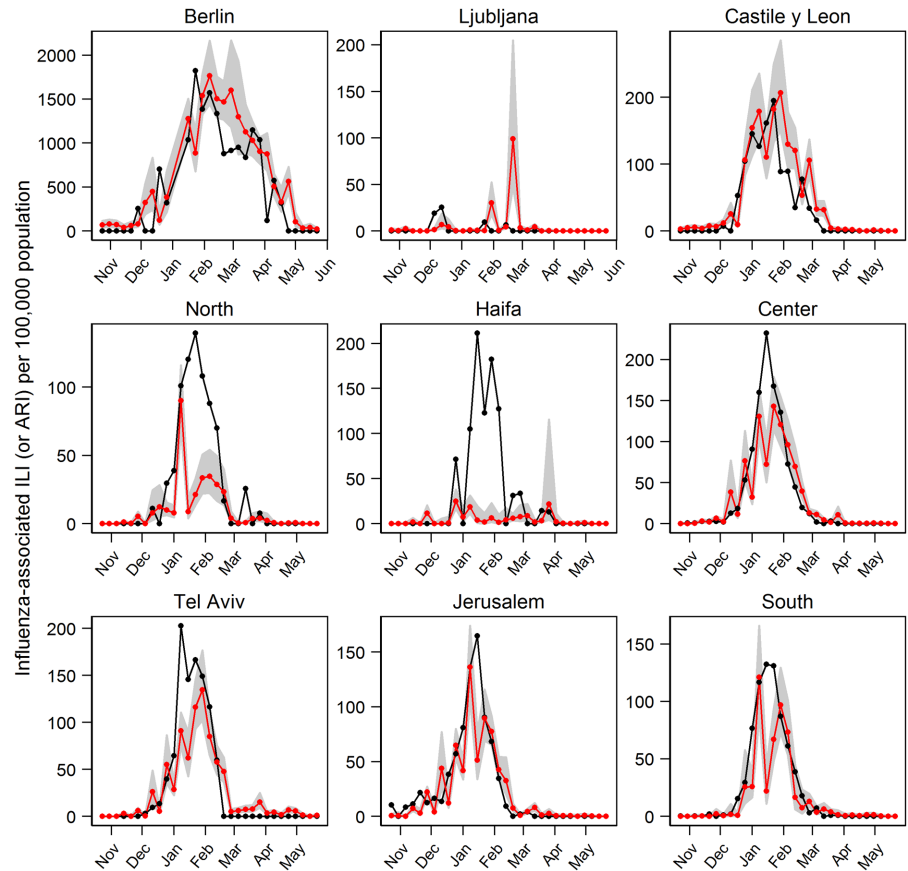 Influenza-associated ILI (or ARI) per 100,000 population
Berlin
2000
1500
1000
500
0
Nov Dec Jan Feb Mar Apr May Jun
Ljubljana
200
150
100
50
0
Nov Dec Jan Feb Mar Apr May Jun
Castile y Leon
200
100
0
Nov Dec Jan Feb Mar Apr May
North
100
50
0
Nov Dec Jan Feb Mar Apr May
Haifa
200
150
100
50
0
Nov Dec Jan Feb Mar Apr May
Center
200
100
0
Nov Dec Jan Feb Mar Apr May
Tel Aviv
200
150
100
50
0
Nov Dec Jan Feb Mar Apr May
Jerusalem
150
100
50
0
Nov Dec Jan Feb Mar Apr May
South
150
100
50
0
Nov Dec Jan Feb Mar Apr May